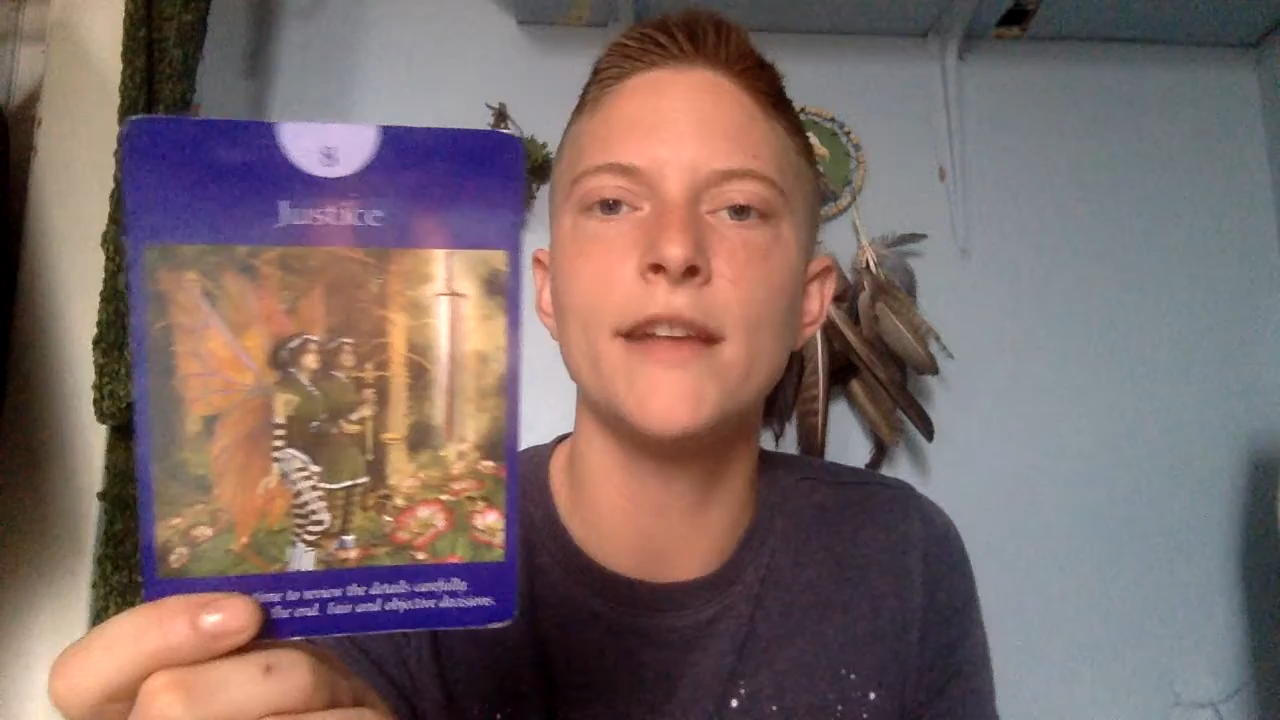 8
Justice
time to review the details carefully
the end. Fair and objective decisions.